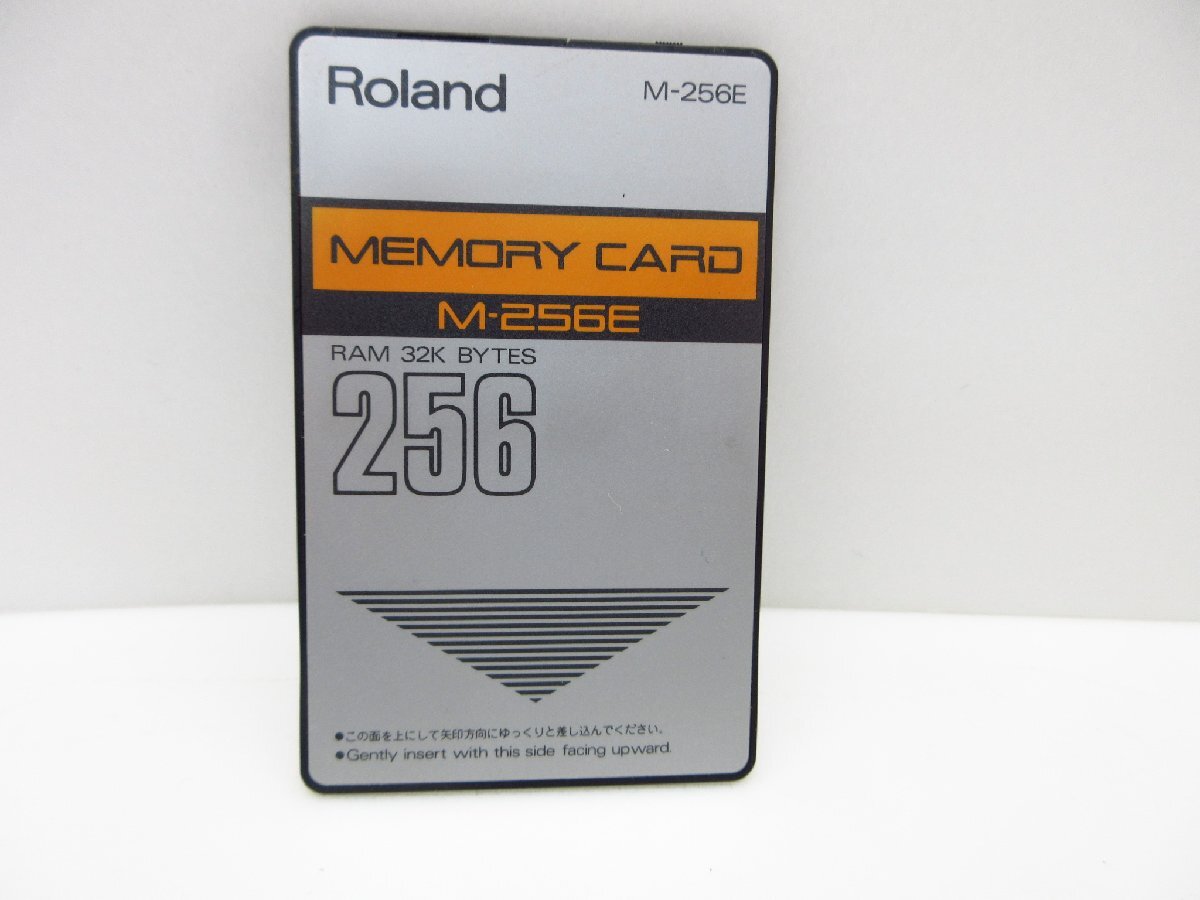 Roland M-256E
MEMORY CARD
M-256E
RAM 32K BYTES
256
●この面を上にして矢印方向にゆっくりと差し込んでください。
●Gently insert with this side facing upward.